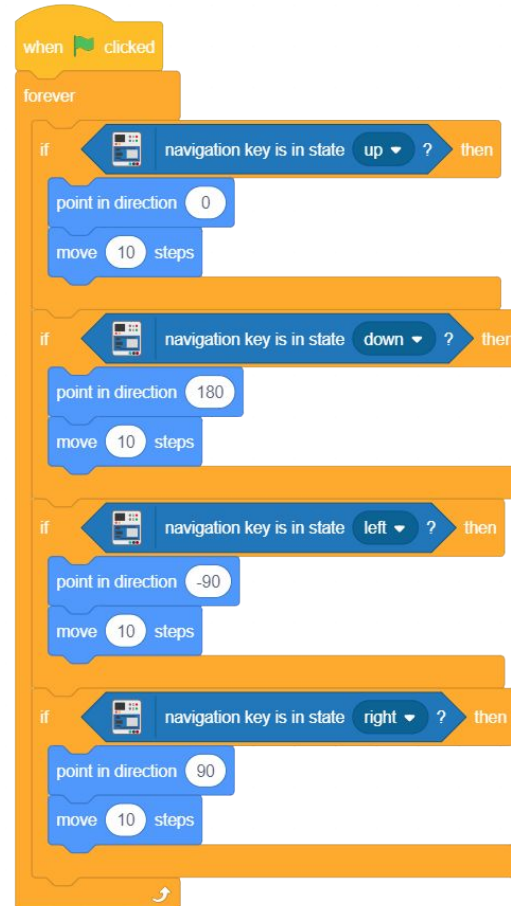 when clicked
forever
if navigation key is in state up ? then
point in direction 0
move 10 steps
if navigation key is in state down ? then
point in direction 180
move 10 steps
if navigation key is in state left ? then
point in direction -90
move 10 steps
if navigation key is in state right ? then
point in direction 90
move 10 steps